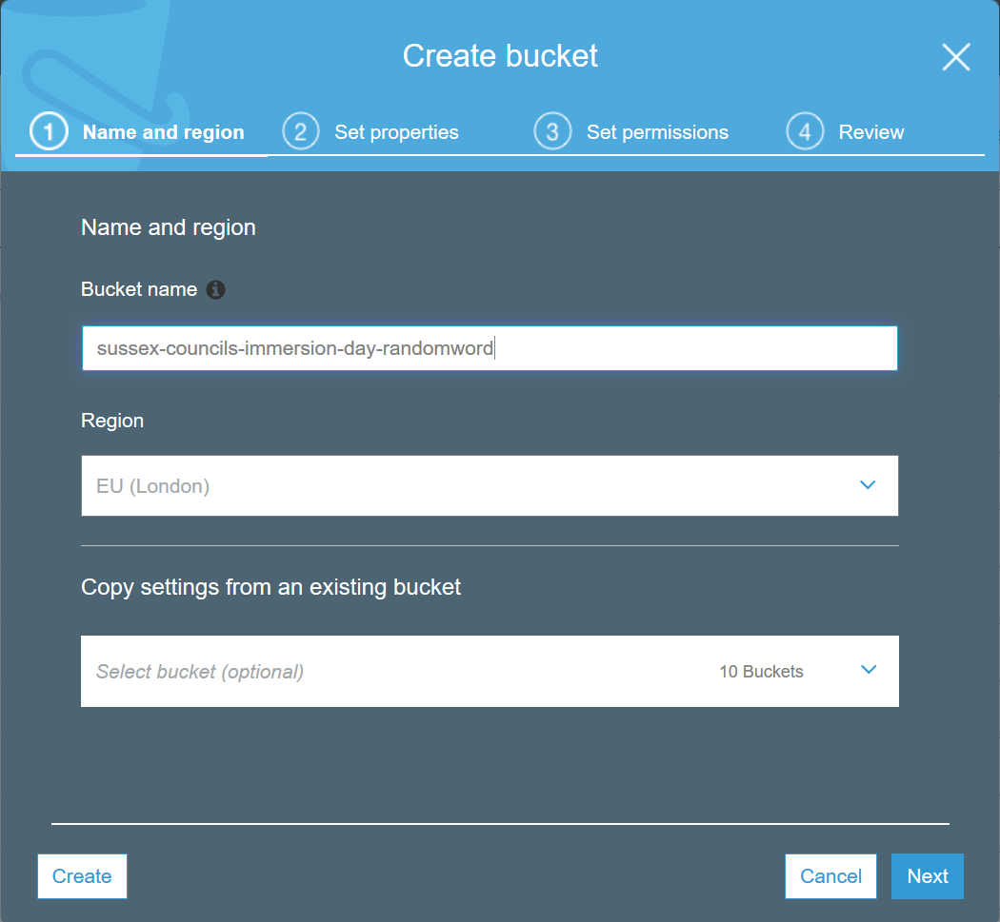 Create bucket
1 Name and region 2 Set properties 3 Set permissions 4 Review
Name and region
Bucket name
sussex-councils-immersion-day-randomword
Region
EU (London)
Copy settings from an existing bucket
Select bucket (optional) 10 Buckets
Create Cancel Next